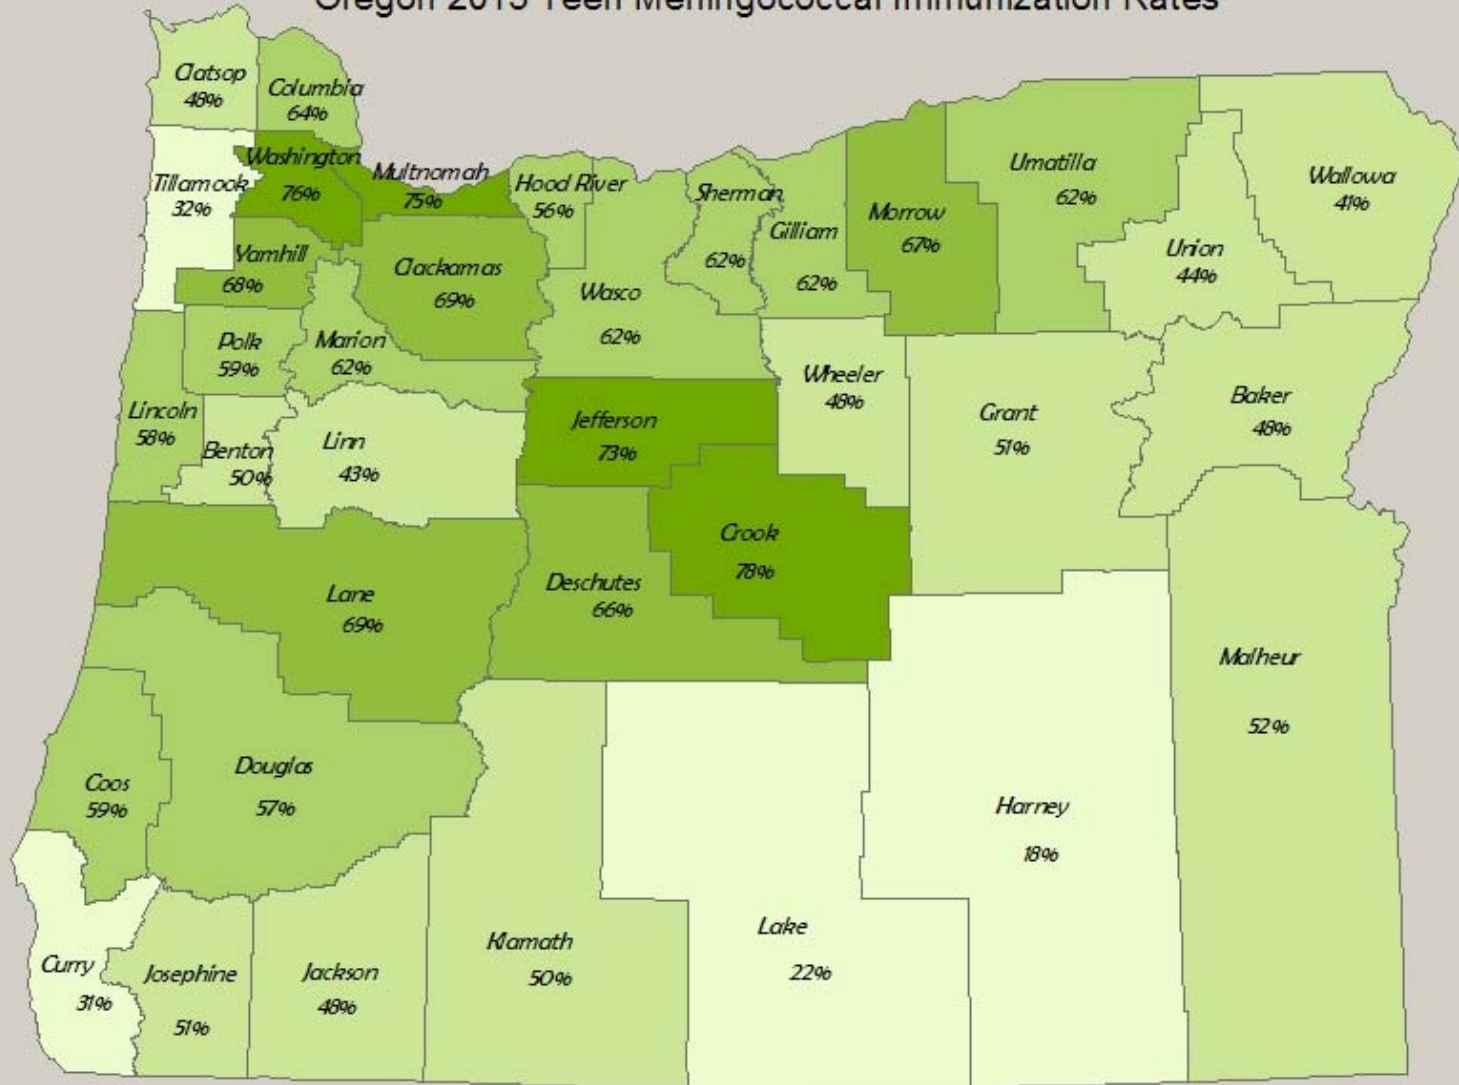 Oregon 2015 Teen Meningococcal Immunization Rates
Clatsop
48%
Columbia
64%
Washington
76%
Multnomah
75%
Tillamook
32%
Hood River
56%
Sherman
62%
Gilliam
62%
Morrow
67%
Umatilla
62%
Union
44%
Wallowa
41%
Yamhill
68%
Clackamas
69%
Wasco
62%
Polk
59%
Marion
62%
Wheeler
48%
Grant
51%
Baker
48%
Lincoln
58%
Benton
50%
Linn
43%
Jefferson
73%
Crook
78%
Deschutes
66%
Lane
69%
Malheur
52%
Coos
59%
Douglas
57%
Harney
18%
Lake
22%
Klamath
50%
Curry
31%
Josephine
51%
Jackson
48%